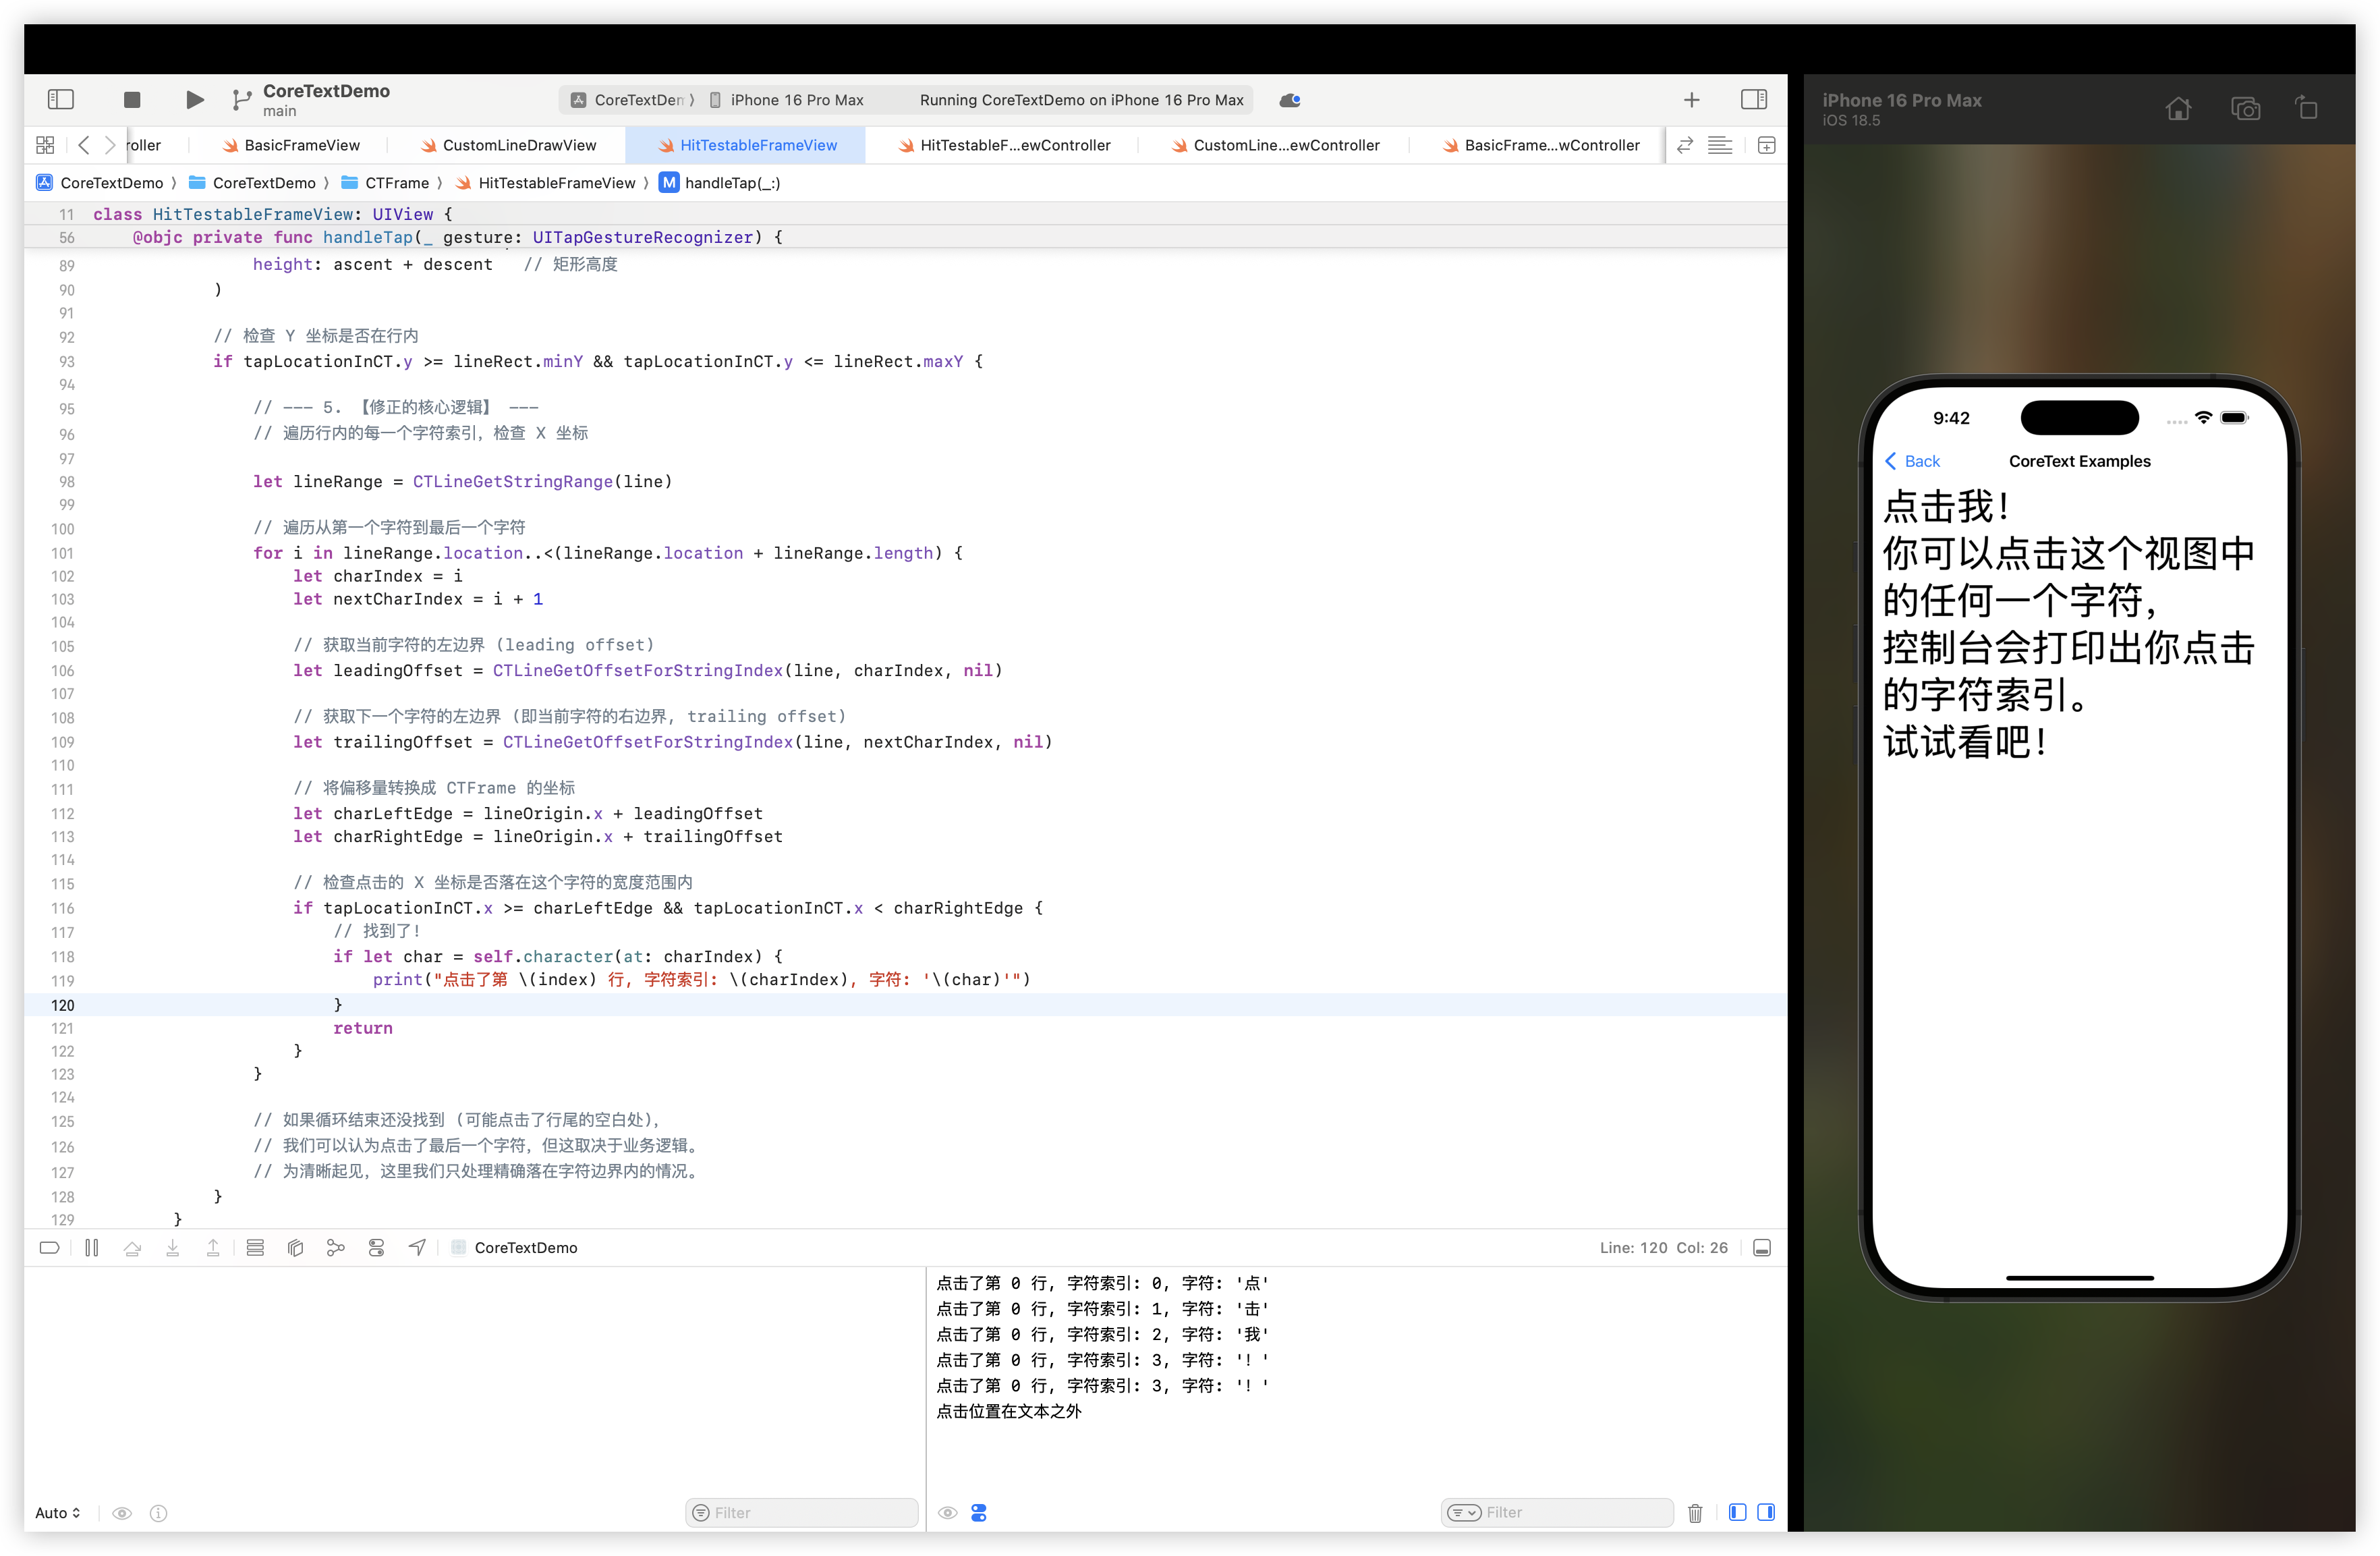 CoreTextDemo
main
CoreTextDen
iPhone 16 Pro Max
Running CoreTextDemo on iPhone 16 Pro Max
roller
BasicFrameView
CustomLineDrawView
HitTestableFrameView
HitTestableF...ewController
CustomLine...ewController
BasicFrame...wController
CoreTextDemo 〉 CoreTextDemo 〉 CTFrame 〉 HitTestableFrameView 〉 M handleTap(_:)
11 class HitTestableFrameView: UIView {
56 @objc private func handleTap(_ gesture: UITapGestureRecognizer) {
89 height: ascent + descent // 矩形高度
90 )
91
92 // 检查 Y 坐标是否在行内
93 if tapLocationInCT.y >= lineRect.minY && tapLocationInCT.y <= lineRect.maxY {
94
95 // --- 5. 【修正的核心逻辑】 ---
96 // 遍历行内的每一个字符索引，检查 X 坐标
97
98 let lineRange = CTLineGetStringRange(line)
99
100 // 遍历从第一个字符到最后一个字符
101 for i in lineRange.location..<(lineRange.location + lineRange.length) {
102 let charIndex = i
103 let nextCharIndex = i + 1
104
105 // 获取当前字符的左边界 (leading offset)
106 let leadingOffset = CTLineGetOffsetForStringIndex(line, charIndex, nil)
107
108 // 获取下一个字符的左边界 (即当前字符的右边界, trailing offset)
109 let trailingOffset = CTLineGetOffsetForStringIndex(line, nextCharIndex, nil)
110
111 // 将偏移量转换成 CTFrame 的坐标
112 let charLeftEdge = lineOrigin.x + leadingOffset
113 let charRightEdge = lineOrigin.x + trailingOffset
114
115 // 检查点击的 X 坐标是否落在这个字符的宽度范围内
116 if tapLocationInCT.x >= charLeftEdge && tapLocationInCT.x < charRightEdge {
117 // 找到了！
118 if let char = self.character(at: charIndex) {
119 print("点击了第 \(index) 行, 字符索引: \(charIndex), 字符: '\(char)'")
120 }
121 return
122 }
123 }
124
125 // 如果循环结束还没找到 (可能点击了行尾的空白处)，
126 // 我们可以认为点击了最后一个字符，但这取决于业务逻辑。
127 // 为清晰起见，这里我们只处理精确落在字符边界内的情况。
128 }
129 }
CoreTextDemo
Line: 120 Col: 26
点击了第 0 行, 字符索引: 0, 字符: '点'
点击了第 0 行, 字符索引: 1, 字符: '击'
点击了第 0 行, 字符索引: 2, 字符: '我'
点击了第 0 行, 字符索引: 3, 字符: '！'
点击了第 0 行, 字符索引: 3, 字符: '！'
点击位置在文本之外
Auto
Filter
Filter
iPhone 16 Pro Max
iOS 18.5
9:42
Back
CoreText Examples
点击我！
你可以点击这个视图中
的任何一个字符，
控制台会打印出你点击
的字符索引。
试试看吧！